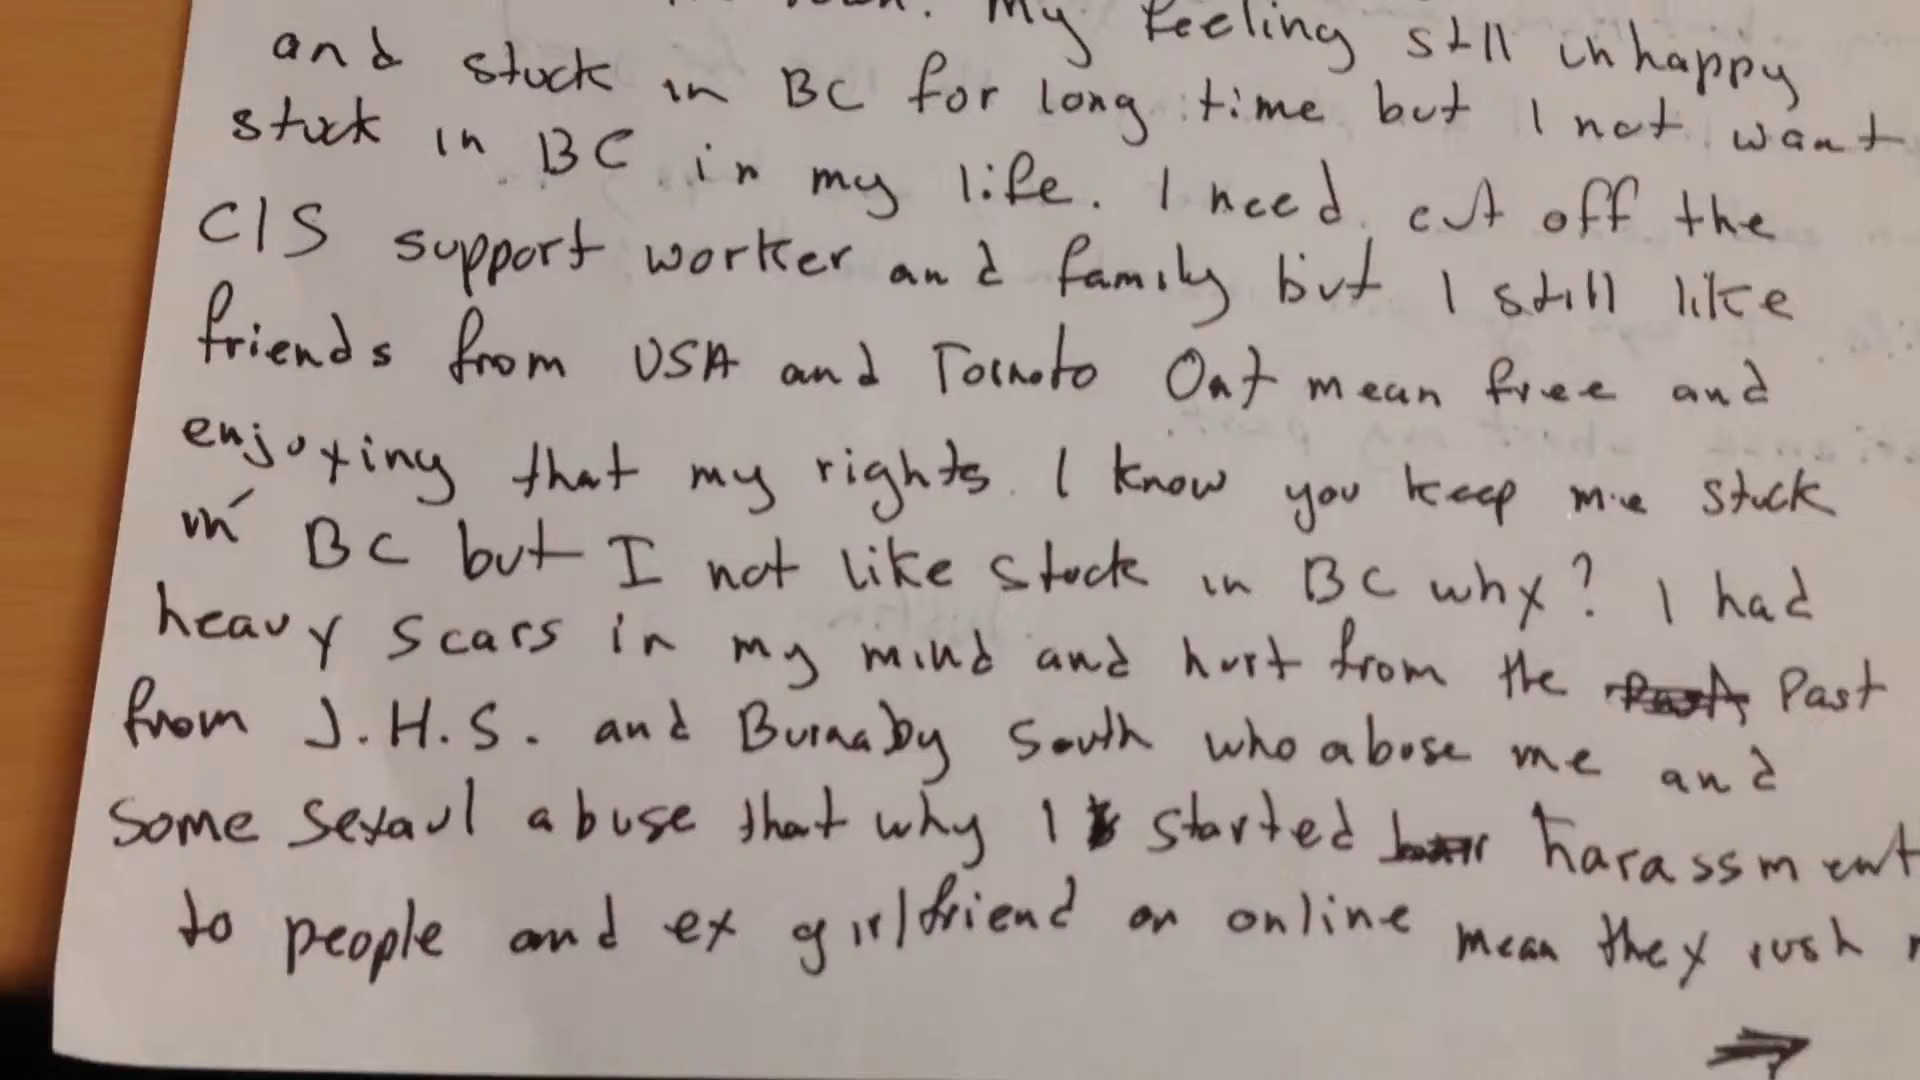 My feeling still unhappy
and stuck in BC for long time but I not want
stuck in BC in my life. I need cut off the
CIS support worker and family but I still like
friends from USA and Toronto Ont mean free and
enjoying that my rights. I know you keep me stuck
in BC but I not like stuck in BC why? I had
heavy scars in my mind and hurt from the Past
from J.H.S. and Burnaby South who abuse me and
some sexaul abuse that why I started harassment
to people and ex girlfriend on online mean they rush